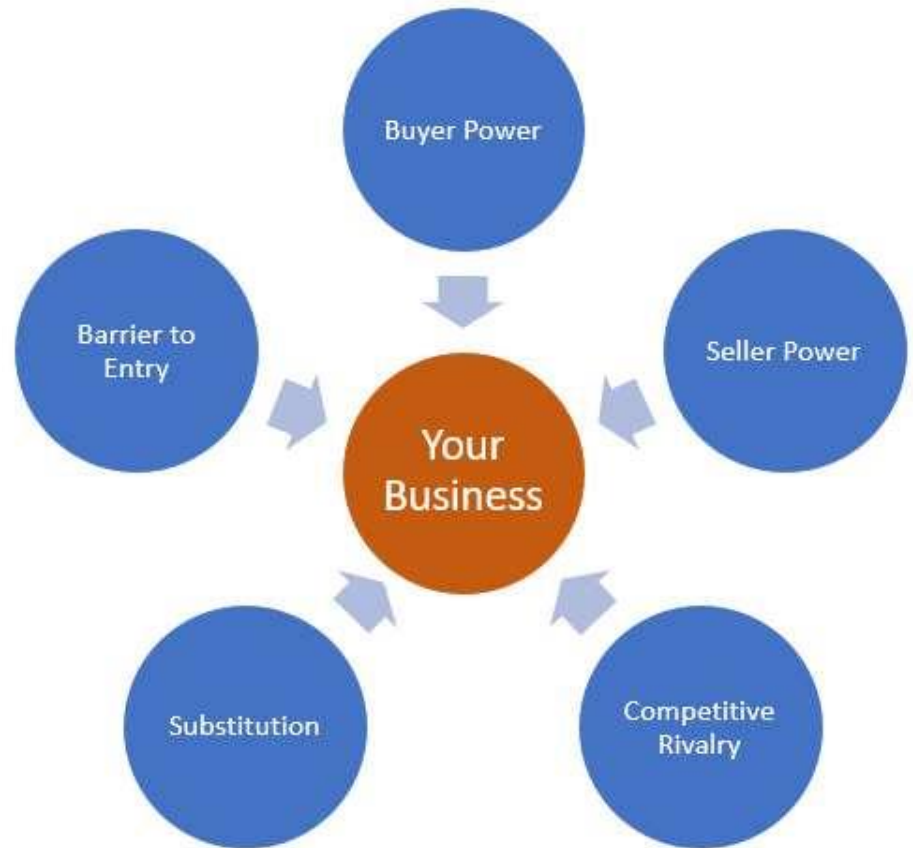 Buyer Power
Barrier to
Entry
Seller Power
Your
Business
Substitution
Competitive
Rivalry